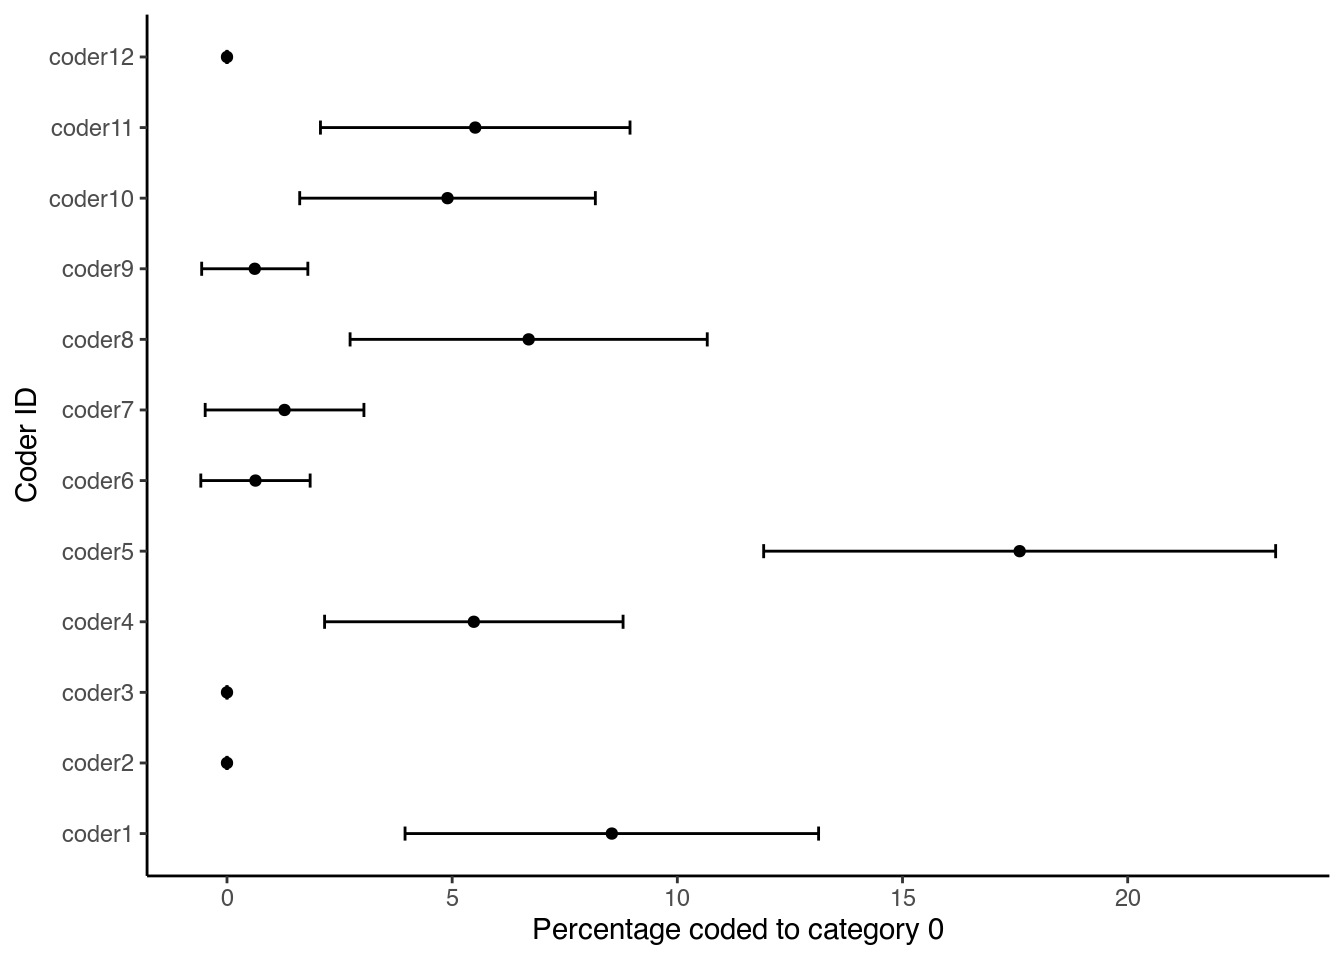 coder12
coder11
coder10
coder9
coder8
coder7
coder6
coder5
coder4
coder3
coder2
coder1
Coder ID
0 5 10 15 20
Percentage coded to category 0